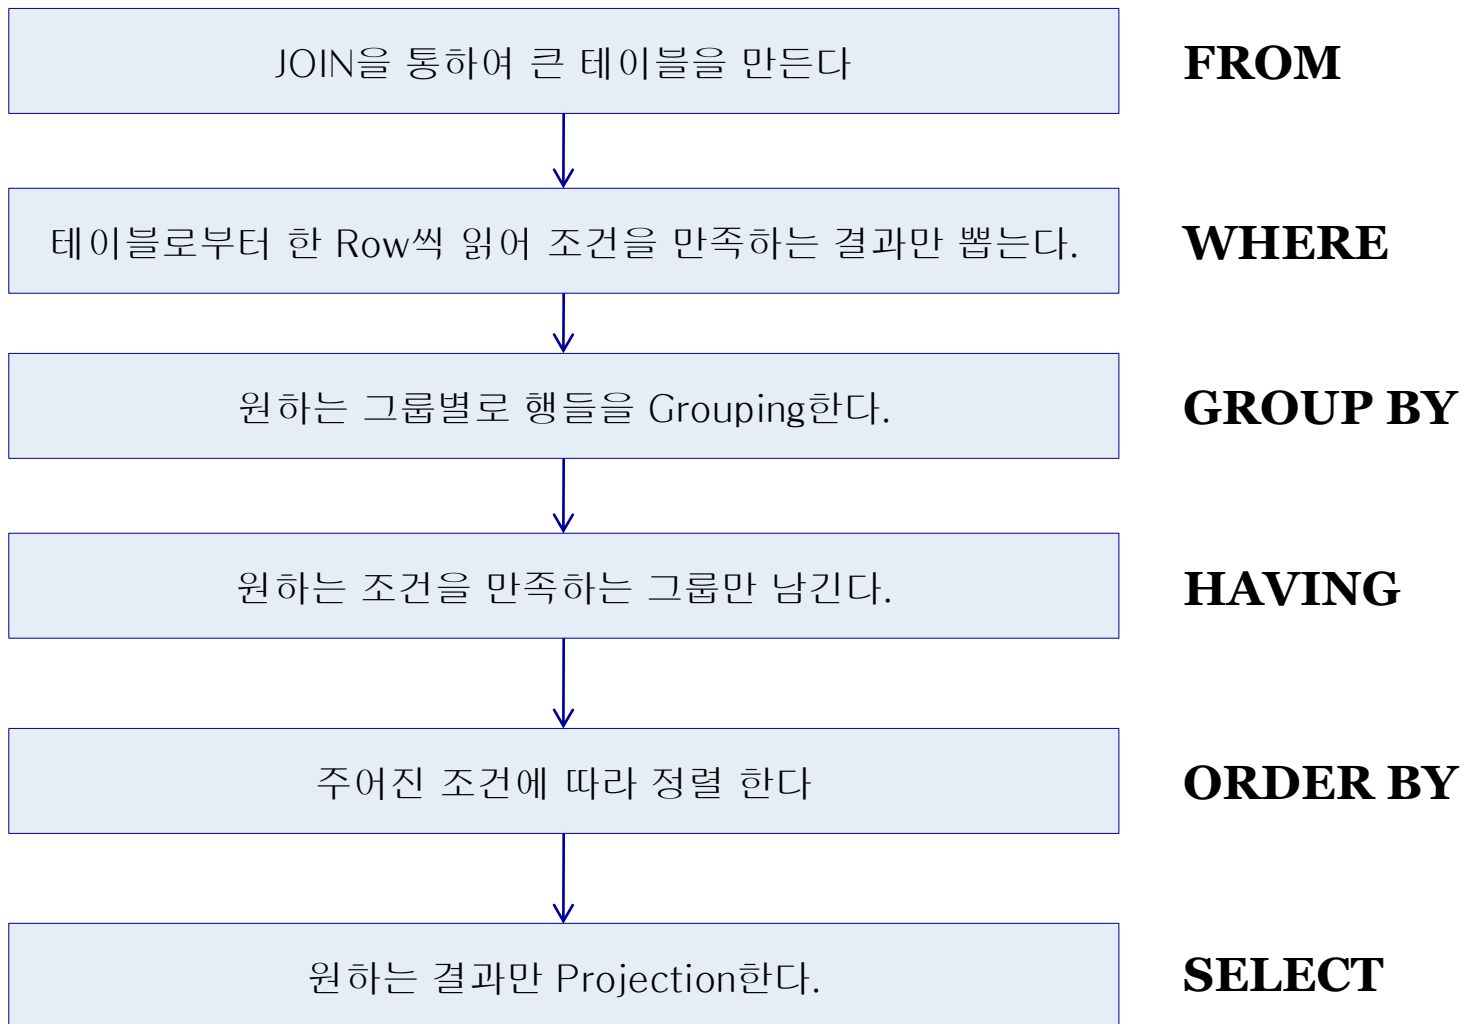 JOIN을 통하여 큰 테이블을 만든다
FROM
테이블로부터 한 Row씩 읽어 조건을 만족하는 결과만 뽑는다.
WHERE
원하는 그룹별로 행들을 Grouping한다.
GROUP BY
원하는 조건을 만족하는 그룹만 남긴다.
HAVING
주어진 조건에 따라 정렬 한다
ORDER BY
원하는 결과만 Projection한다.
SELECT